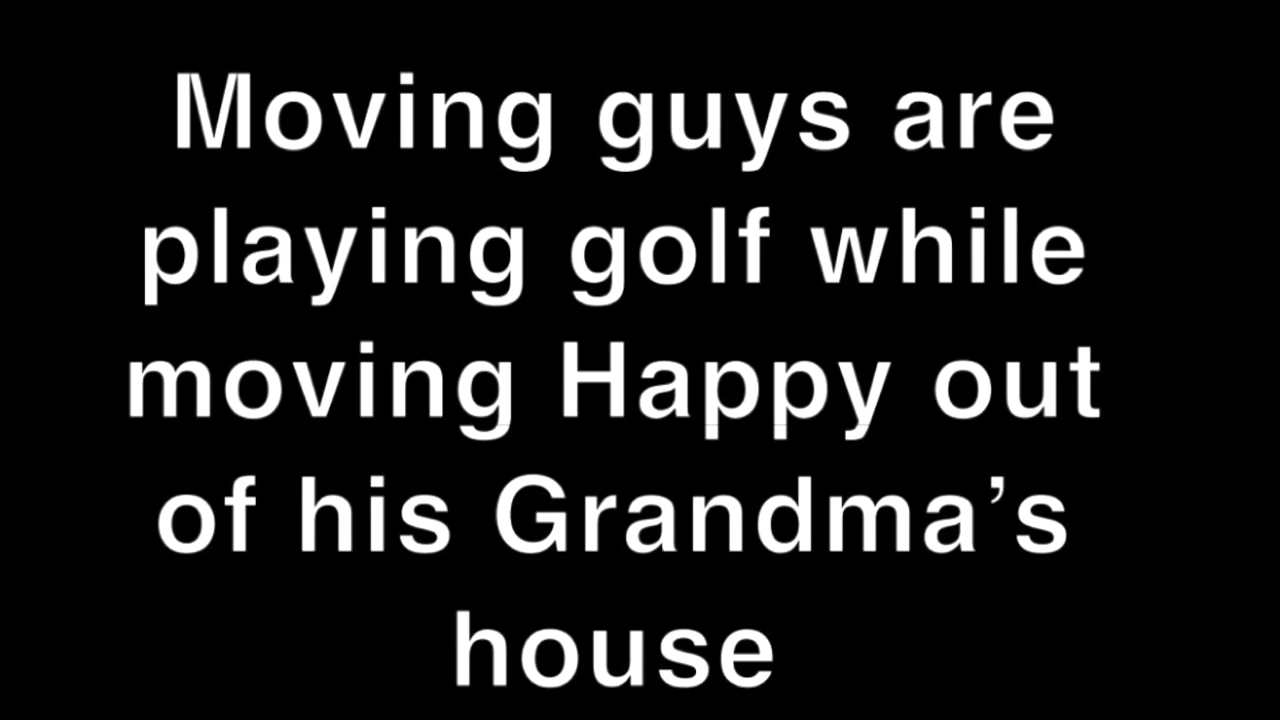 Moving guys are
playing golf while
moving Happy out
of his Grandma’s
house